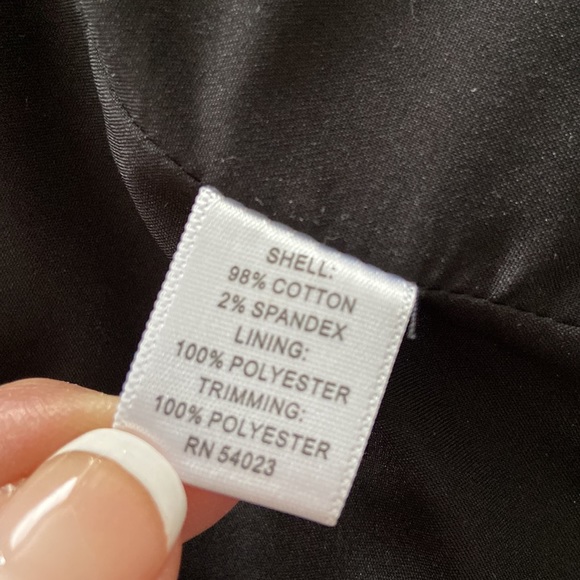 SHELL:
98% COTTON
2% SPANDEX
LINING:
100% POLYESTER
TRIMMING:
100% POLYESTER
RN 54023